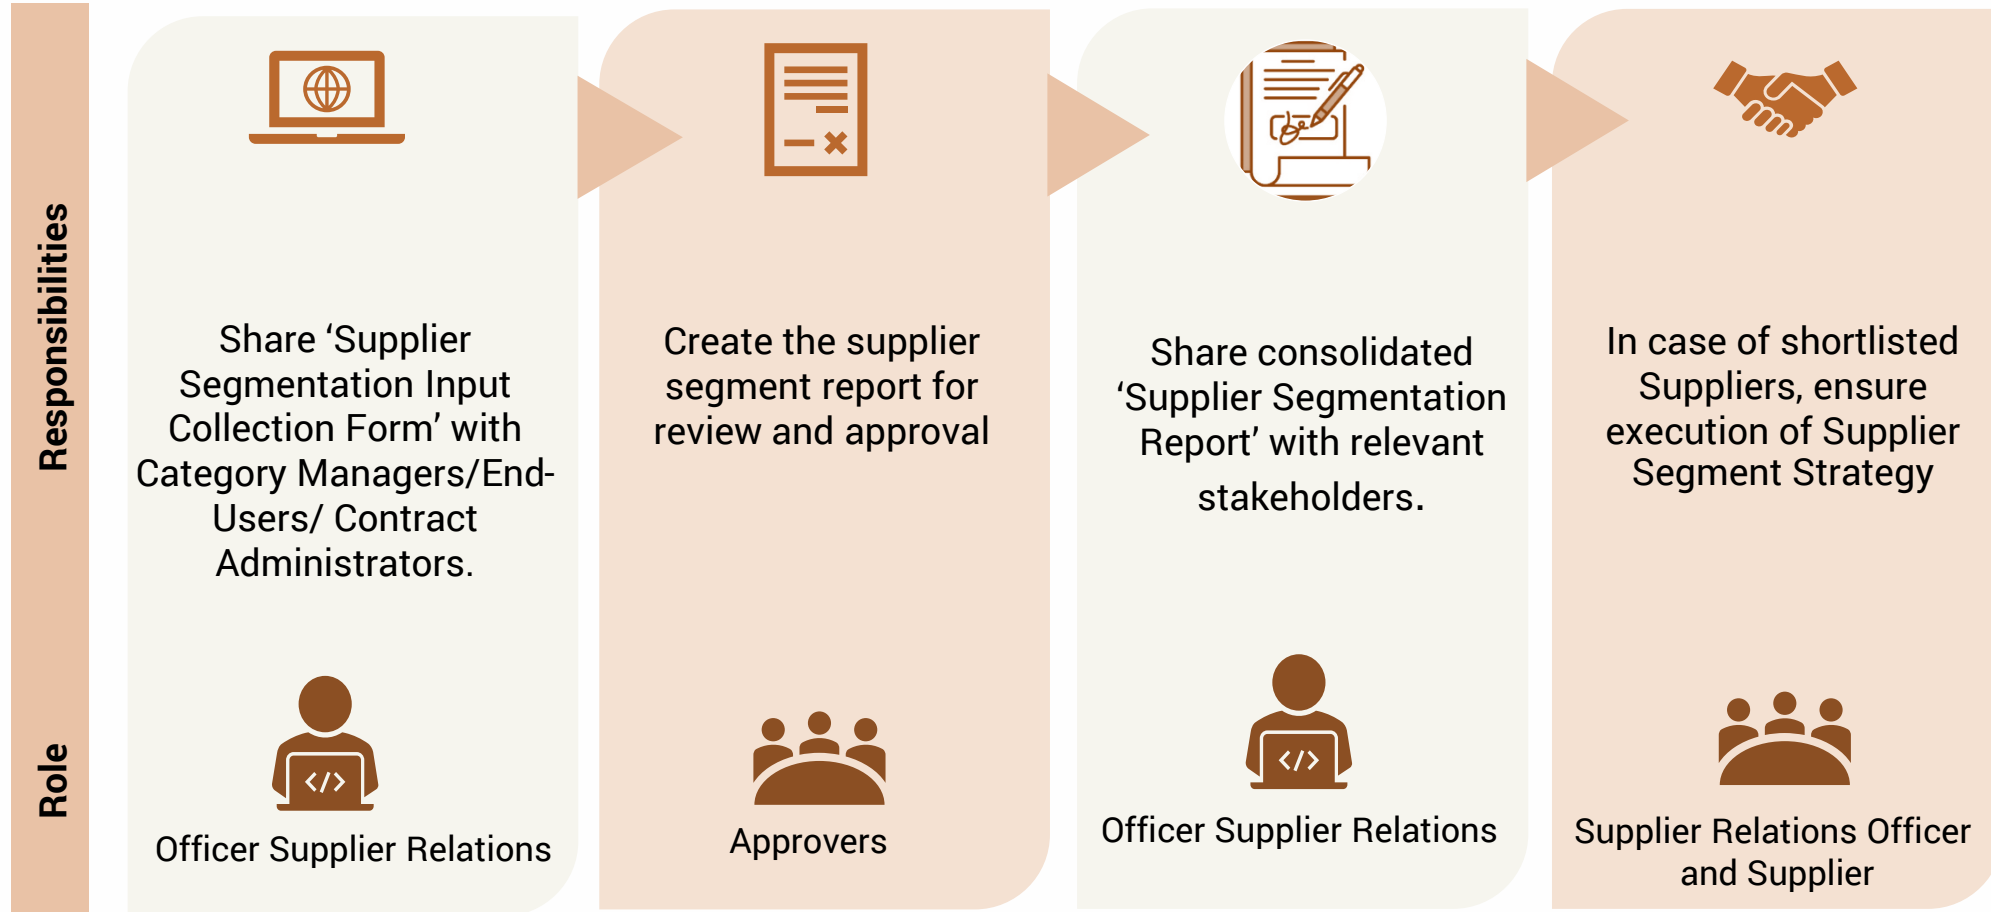 Responsibilities
Share ‘Supplier
Segmentation Input
Collection Form’ with
Category Managers/End-
Users/ Contract
Administrators.
Create the supplier
segment report for
review and approval
Share consolidated
‘Supplier Segmentation
Report’ with relevant
stakeholders.
In case of shortlisted
Suppliers, ensure
execution of Supplier
Segment Strategy
Role
</>
Officer Supplier Relations
Approvers
</>
Officer Supplier Relations
Supplier Relations Officer
and Supplier